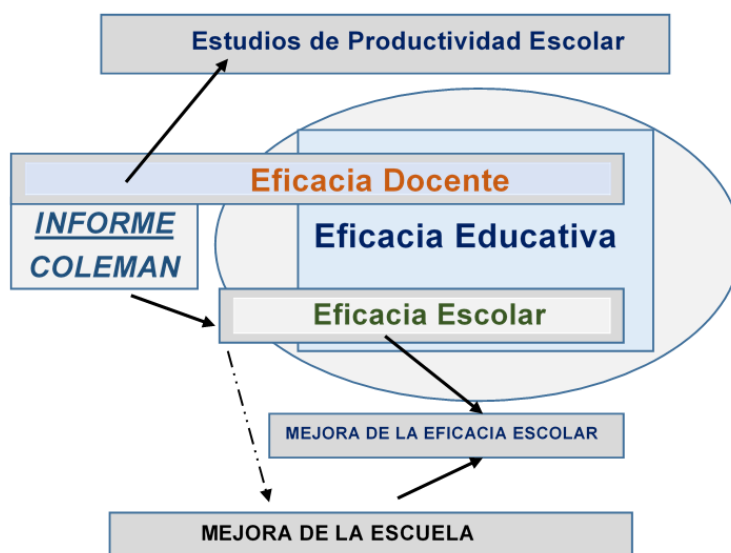 Estudios de Productividad Escolar
Eficacia Docente
INFORME
COLEMAN
Eficacia Educativa
Eficacia Escolar
MEJORA DE LA EFICACIA ESCOLAR
MEJORA DE LA ESCUELA